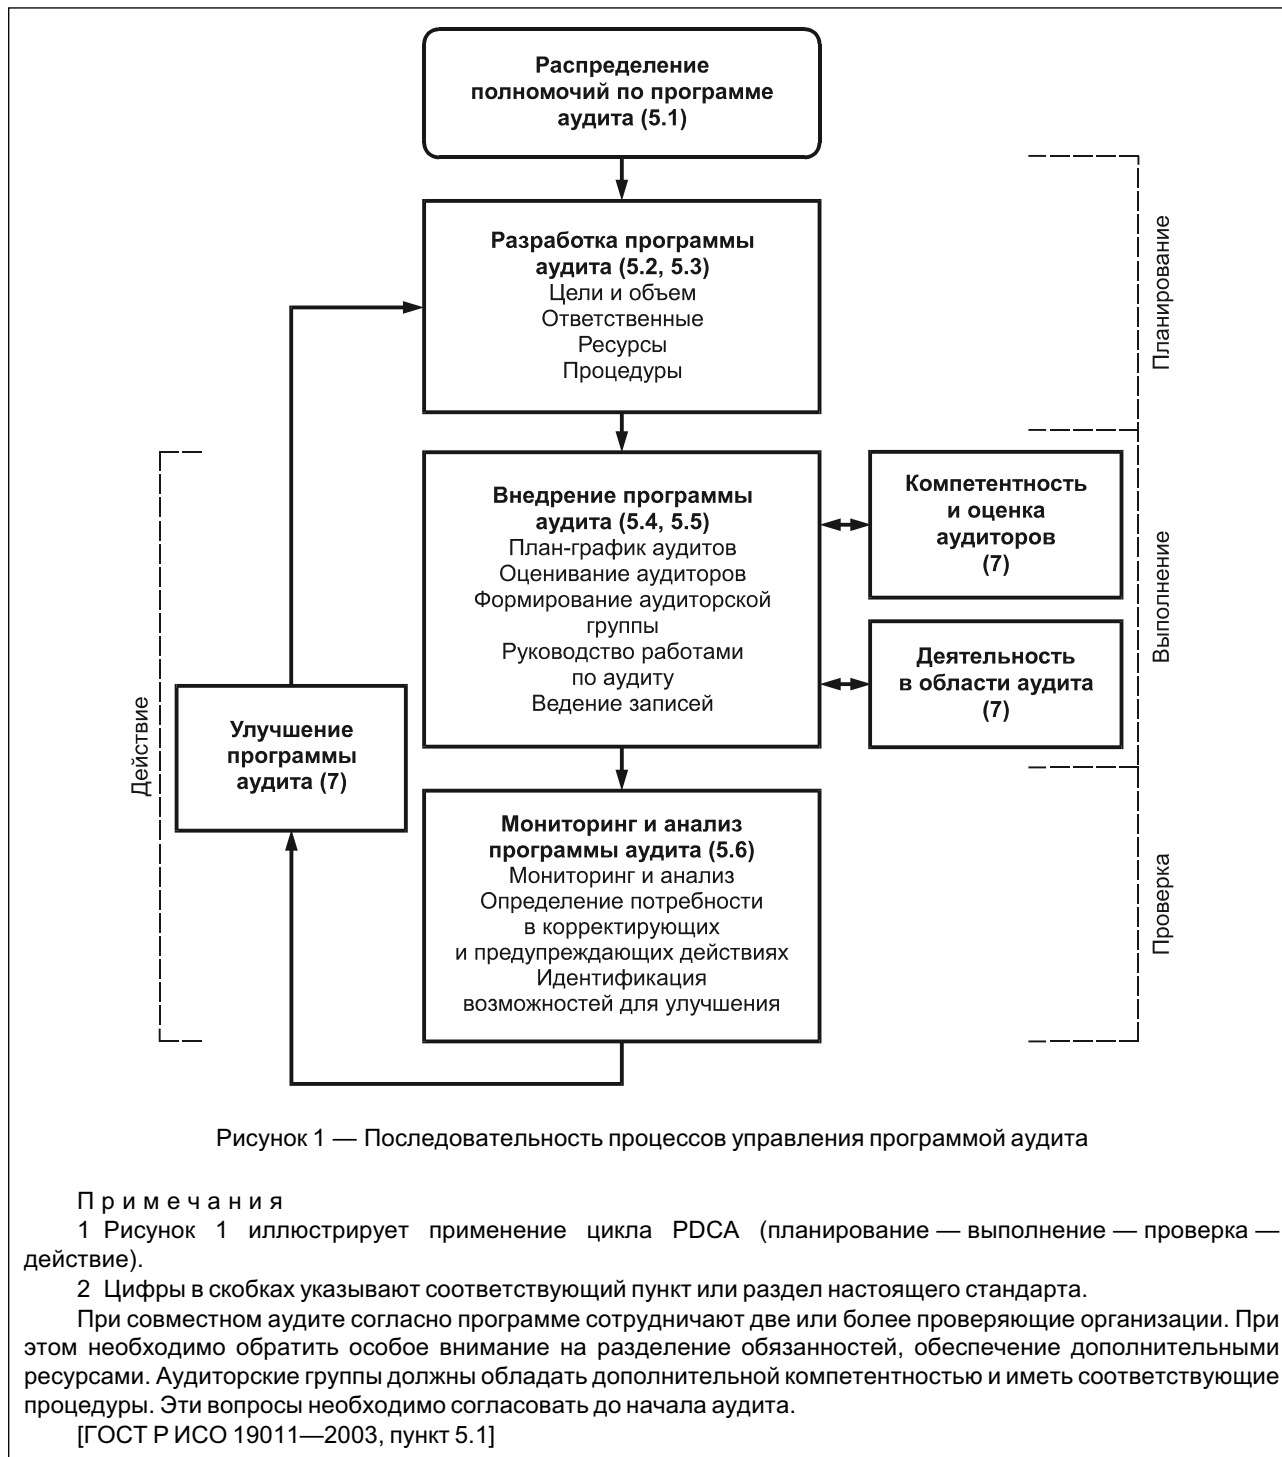 Распределение
полномочий по программе
аудита (5.1)
Разработка программы
аудита (5.2, 5.3)
Цели и объем
Ответственные
Ресурсы
Процедуры
Планирование
Внедрение программы
аудита (5.4, 5.5)
План-график аудитов
Оценивание аудиторов
Формирование аудиторской
группы
Руководство работами
по аудиту
Ведение записей
Компетентность
и оценка
аудиторов
(7)
Деятельность
в области аудита
(7)
Выполнение
Действие
Улучшение
программы
аудита (7)
Мониторинг и анализ
программы аудита (5.6)
Мониторинг и анализ
Определение потребности
в корректирующих
и предупреждающих действиях
Идентификация
возможностей для улучшения
Проверка
Рисунок 1 — Последовательность процессов управления программой аудита
П р и м е ч а н и я
1 Рисунок 1 иллюстрирует применение цикла PDCA (планирование — выполнение — проверка —
действие).
2 Цифры в скобках указывают соответствующий пункт или раздел настоящего стандарта.
При совместном аудите согласно программе сотрудничают две или более проверяющие организации. При
этом необходимо обратить особое внимание на разделение обязанностей, обеспечение дополнительными
ресурсами. Аудиторские группы должны обладать дополнительной компетентностью и иметь соответствующие
процедуры. Эти вопросы необходимо согласовать до начала аудита.
[ГОСТ Р ИСО 19011—2003, пункт 5.1]